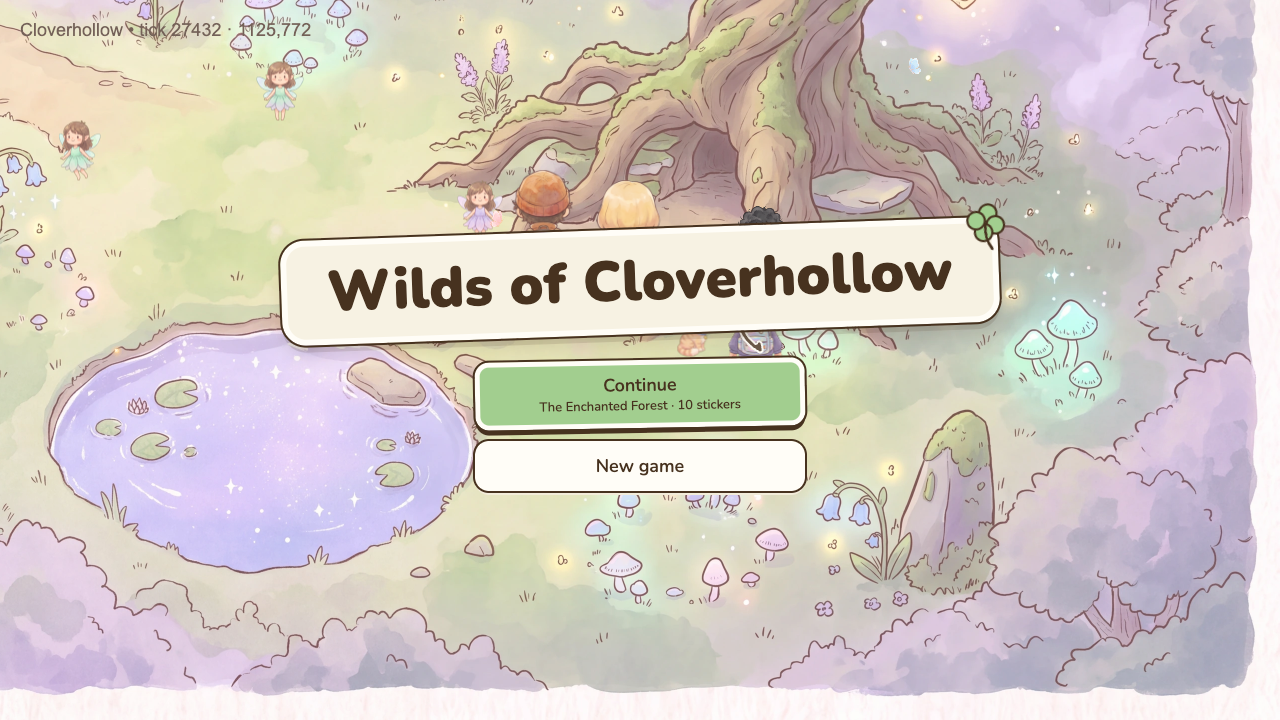 Cloverhollow • tick 27432 · 1125,772
Wilds of Cloverhollow
Continue
The Enchanted Forest · 10 stickers
New game